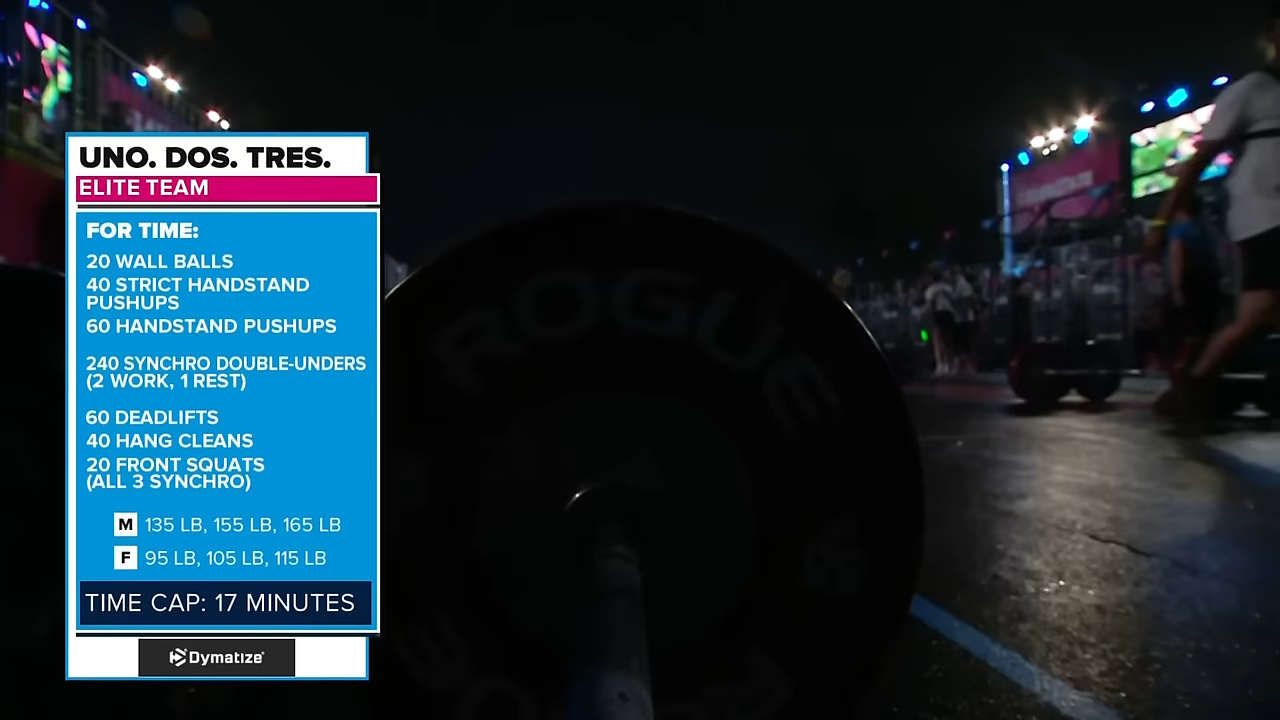 UNO. DOS. TRES.
ELITE TEAM
FOR TIME:
20 WALL BALLS
40 STRICT HANDSTAND
PUSHUPS
60 HANDSTAND PUSHUPS
240 SYNCHRO DOUBLE-UNDERS
(2 WORK, 1 REST)
60 DEADLIFTS
40 HANG CLEANS
20 FRONT SQUATS
(ALL 3 SYNCHRO)
M 135 LB, 155 LB, 165 LB
F 95 LB, 105 LB, 115 LB
TIME CAP: 17 MINUTES
Dymatize
ROGUE